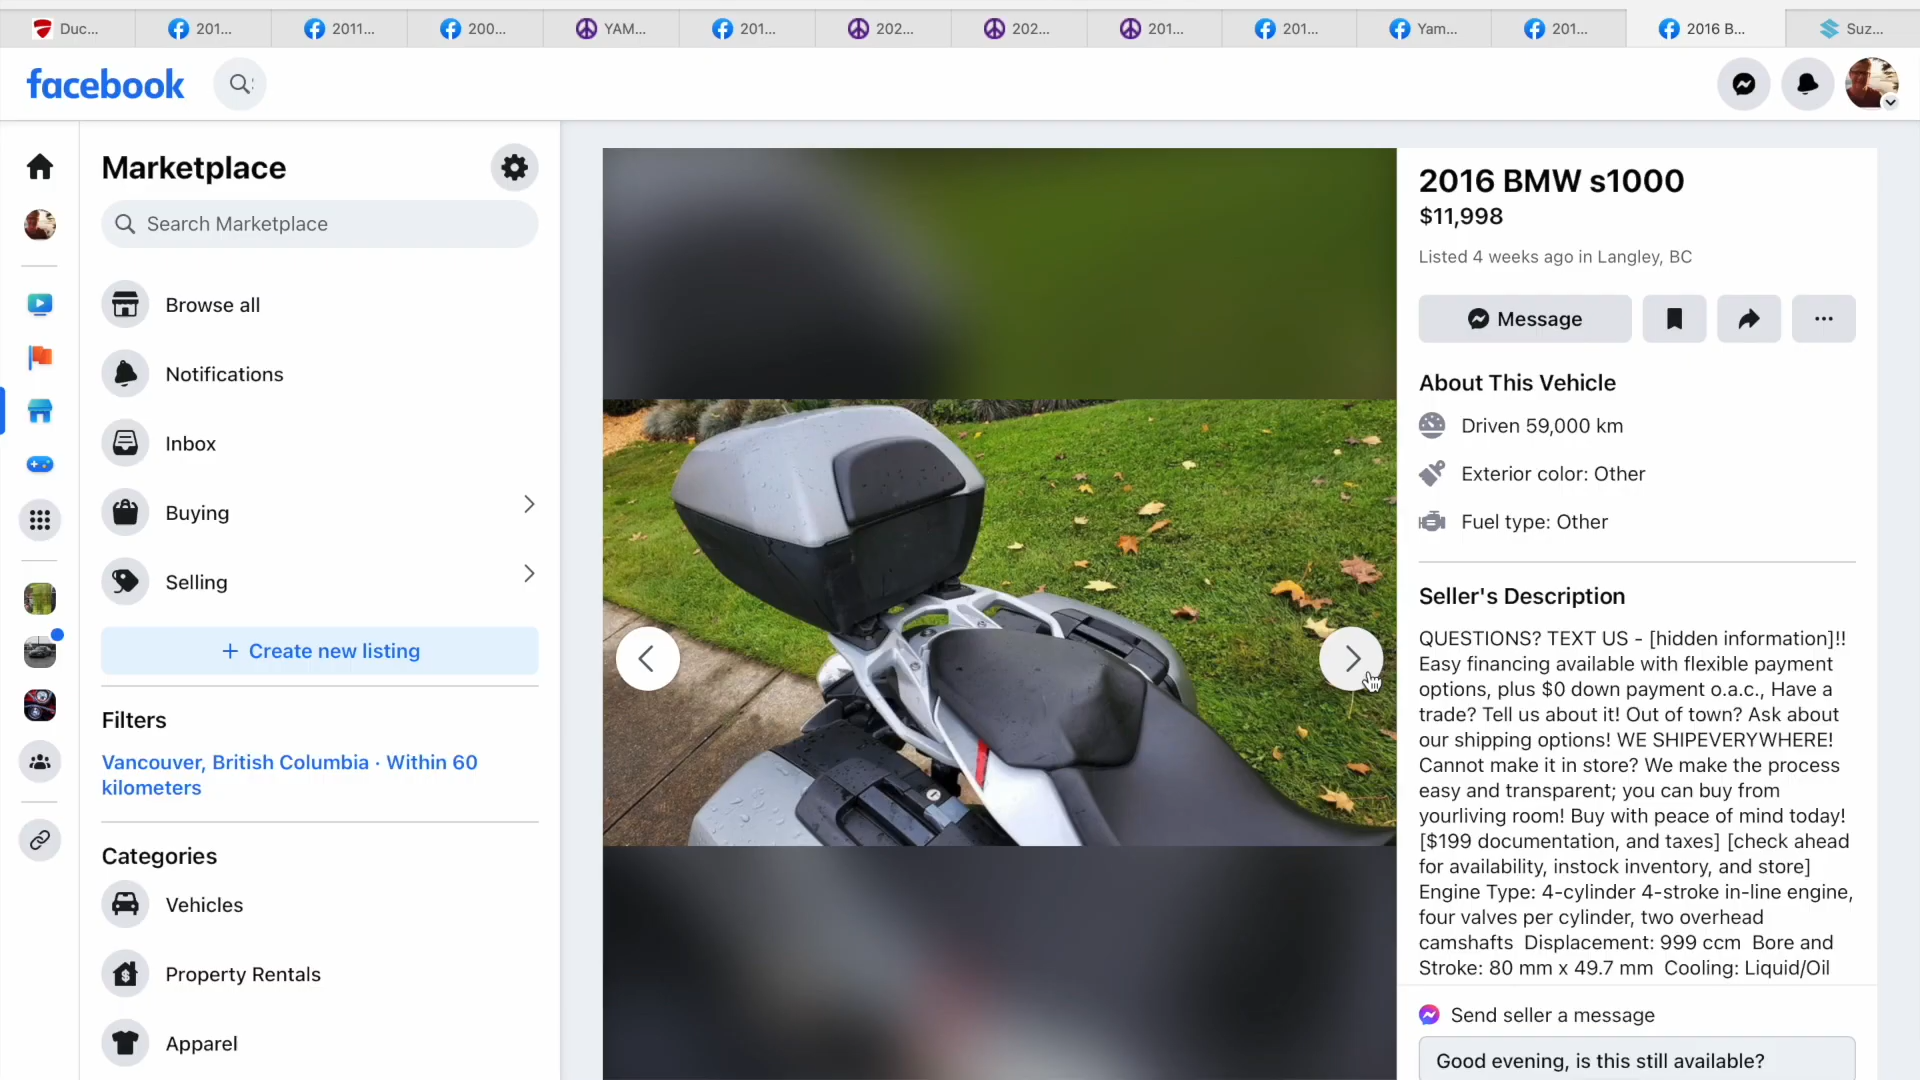 Duc...
201...
2011...
200...
YAM...
201...
202...
202...
201...
201...
Yam...
201...
2016 B...
Suz...
facebook
Marketplace
Search Marketplace
Browse all
Notifications
Inbox
Buying
Selling
+ Create new listing
Filters
Vancouver, British Columbia · Within 60
kilometers
Categories
Vehicles
Property Rentals
Apparel
2016 BMW s1000
$11,998
Listed 4 weeks ago in Langley, BC
Message
About This Vehicle
Driven 59,000 km
Exterior color: Other
Fuel type: Other
Seller's Description
QUESTIONS? TEXT US - [hidden information]!!
Easy financing available with flexible payment
options, plus $0 down payment o.a.c., Have a
trade? Tell us about it! Out of town? Ask about
our shipping options! WE SHIPEVERYWHERE!
Cannot make it in store? We make the process
easy and transparent; you can buy from
yourliving room! Buy with peace of mind today!
[$199 documentation, and taxes] [check ahead
for availability, instock inventory, and store]
Engine Type: 4-cylinder 4-stroke in-line engine,
four valves per cylinder, two overhead
camshafts Displacement: 999 ccm Bore and
Stroke: 80 mm x 49.7 mm Cooling: Liquid/Oil
Send seller a message
Good evening, is this still available?